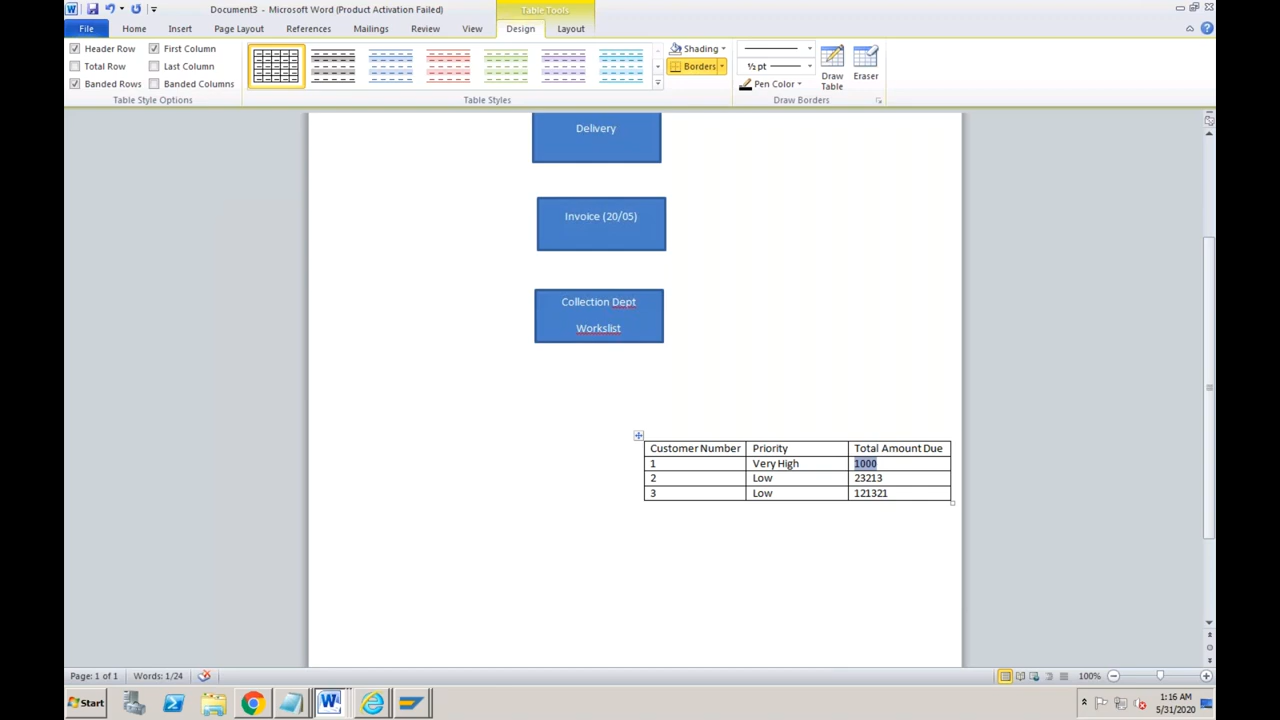 Document3 - Microsoft Word (Product Activation Failed)
Table Tools
File Home Insert Page Layout References Mailings Review View Design Layout
Header Row First Column
Total Row Last Column
Banded Rows Banded Columns
Table Style Options
Table Styles
Shading
Borders
½ pt
Pen Color
Draw Table
Eraser
Draw Borders
Delivery
Invoice (20/05)
Collection Dept
Workslist
Customer Number Priority Total Amount Due
1 Very High 1000
2 Low 23213
3 Low 121321
Page: 1 of 1 Words: 1/24 100%
Start
1:16 AM
5/31/2020